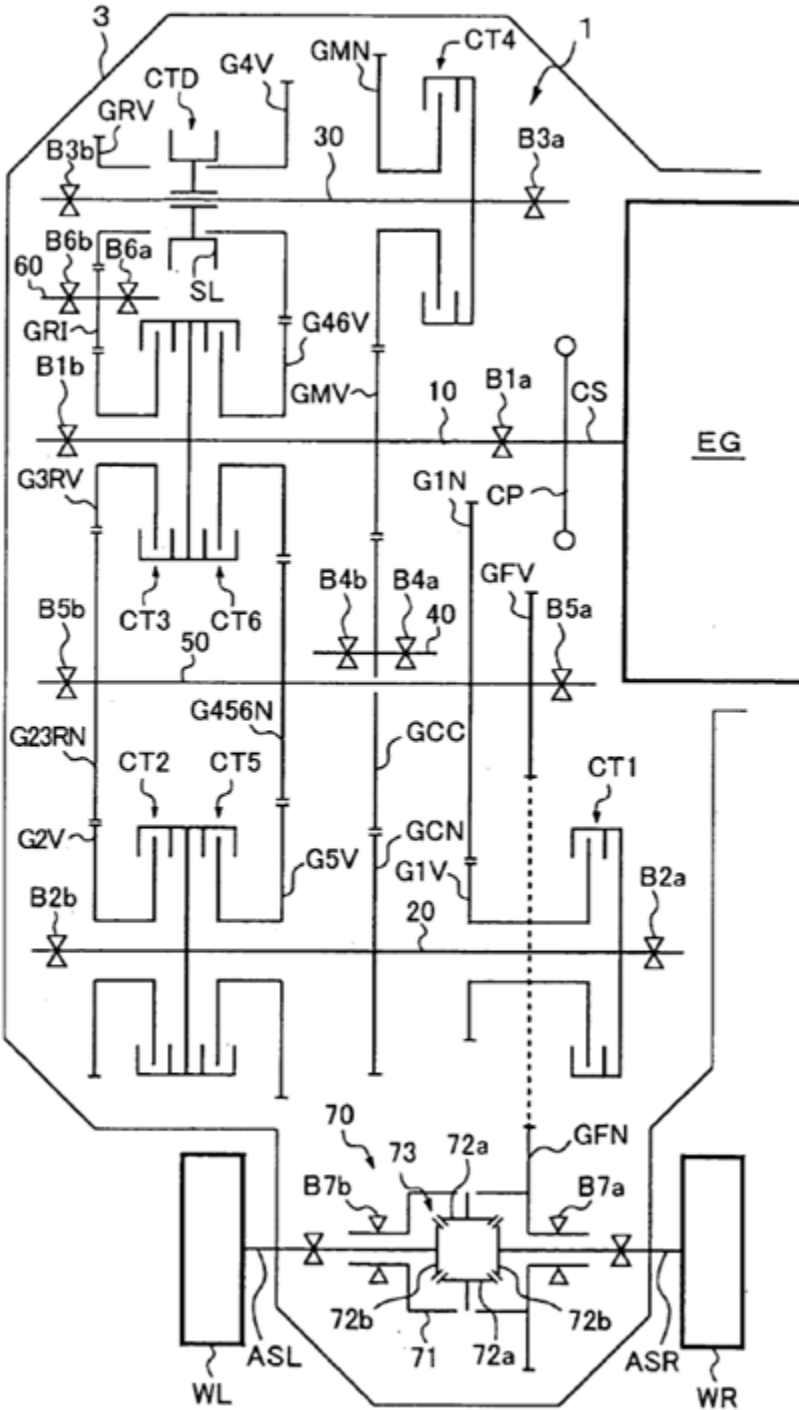 3
CTD
G4V
GMN
CT4
1
GRV
B3b
30
B3a
B6b
B6a
60
SL
GRI
G46V
B1b
GMV
10
B1a
CS
EG
G3RV
G1N
CP
CT3
CT6
B4b
B4a
GFV
B5b
50
40
B5a
G456N
G23RN
CT2
CT5
GCC
CT1
G2V
G5V
GCN
G1V
B2b
20
B2a
70
73
72a
GFN
B7b
B7a
72b
71
72a
72b
ASL
ASR
WL
WR